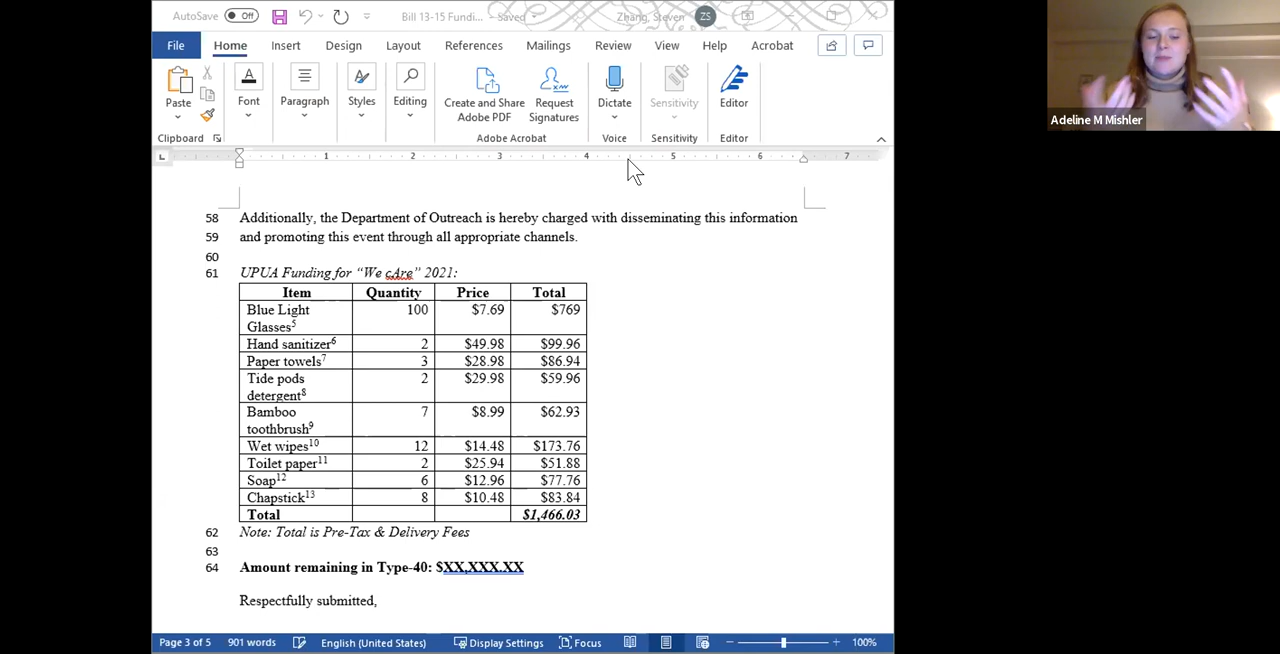 AutoSave Off Bill 13-15 Fundi... - Saved Zhang, Steven ZS
File Home Insert Design Layout References Mailings Review View Help Acrobat
Paste Font Paragraph Styles Editing Create and Share Adobe PDF Request Signatures Dictate Sensitivity Editor
Clipboard Adobe Acrobat Voice Sensitivity Editor
Adeline M Mishler
L 1 2 3 4 5 6 7
58 Additionally, the Department of Outreach is hereby charged with disseminating this information
59 and promoting this event through all appropriate channels.
60
61 UPUA Funding for “We cAre” 2021:
Item Quantity Price Total
Blue Light Glasses5 100 $7.69 $769
Hand sanitizer6 2 $49.98 $99.96
Paper towels7 3 $28.98 $86.94
Tide pods detergent8 2 $29.98 $59.96
Bamboo toothbrush9 7 $8.99 $62.93
Wet wipes10 12 $14.48 $173.76
Toilet paper11 2 $25.94 $51.88
Soap12 6 $12.96 $77.76
Chapstick13 8 $10.48 $83.84
Total $1,466.03
62 Note: Total is Pre-Tax & Delivery Fees
63
64 Amount remaining in Type-40: $XX,XXX.XX
Respectfully submitted,
Page 3 of 5 901 words English (United States) Display Settings Focus 100%